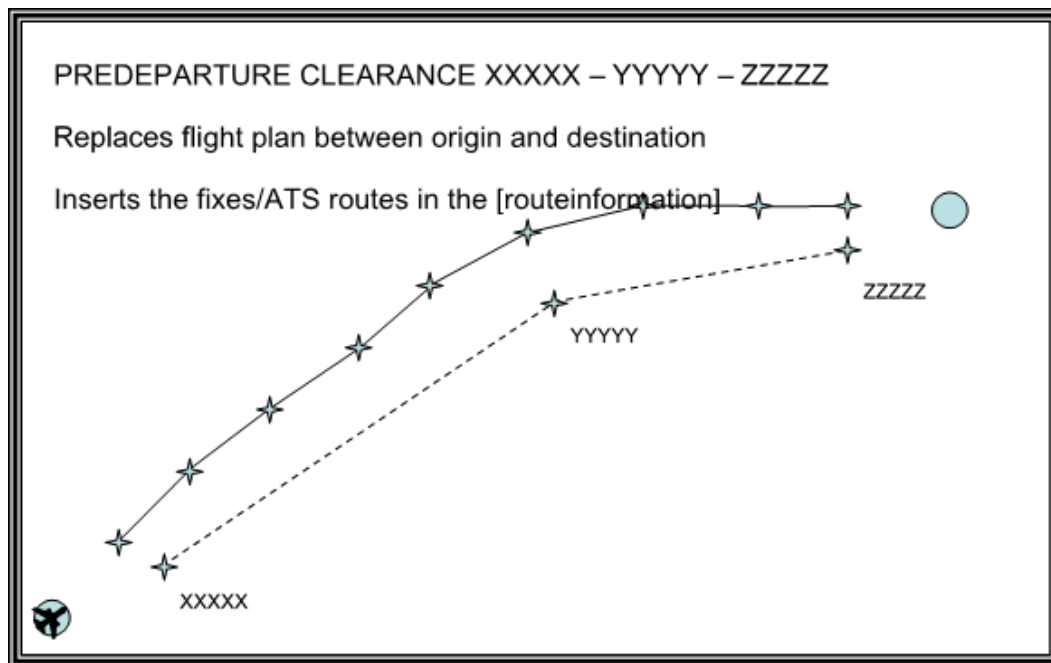 PREDEPARTURE CLEARANCE XXXXX – YYYYY – ZZZZZ
Replaces flight plan between origin and destination
Inserts the fixes/ATS routes in the [routeinformation]
ZZZZZ
YYYYY
XXXXX